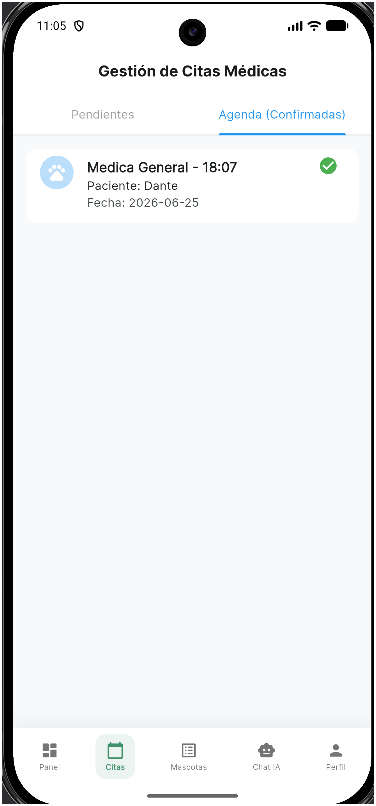 11:05
Gestión de Citas Médicas
Pendientes
Agenda (Confirmadas)
Medica General - 18:07
Paciente: Dante
Fecha: 2026-06-25
Panel
Citas
Mascotas
Chat IA
Perfil